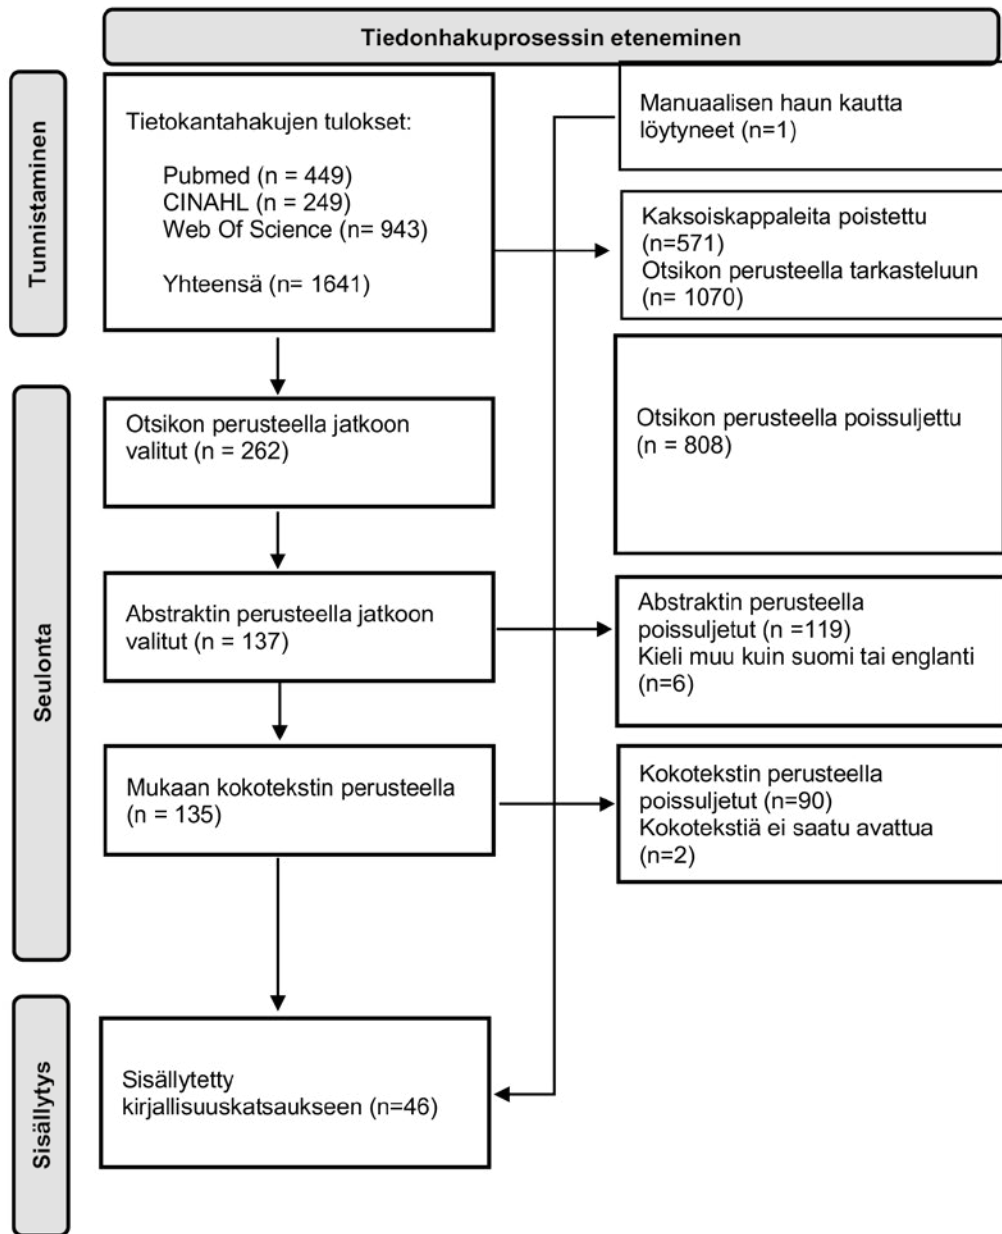 Tiedonhakuprosessin eteneminen
Tunnistaminen
Tietokantahakujen tulokset:
Pubmed (n = 449)
CINAHL (n = 249)
Web Of Science (n= 943)
Yhteensä (n= 1641)
Manuaalisen haun kautta
löytyneet (n=1)
Kaksoiskappaleita poistettu
(n=571)
Otsikon perusteella tarkasteluun
(n= 1070)
Seulonta
Otsikon perusteella jatkoon
valitut (n = 262)
Otsikon perusteella poissuljettu
(n = 808)
Abstraktin perusteella jatkoon
valitut (n = 137)
Abstraktin perusteella
poissuljetut (n =119)
Kieli muu kuin suomi tai englanti
(n=6)
Mukaan kokotekstin perusteella
(n = 135)
Kokotekstin perusteella
poissuljetut (n=90)
Kokotekstiä ei saatu avattua
(n=2)
Sisällytys
Sisällytetty
kirjallisuuskatsaukseen (n=46)